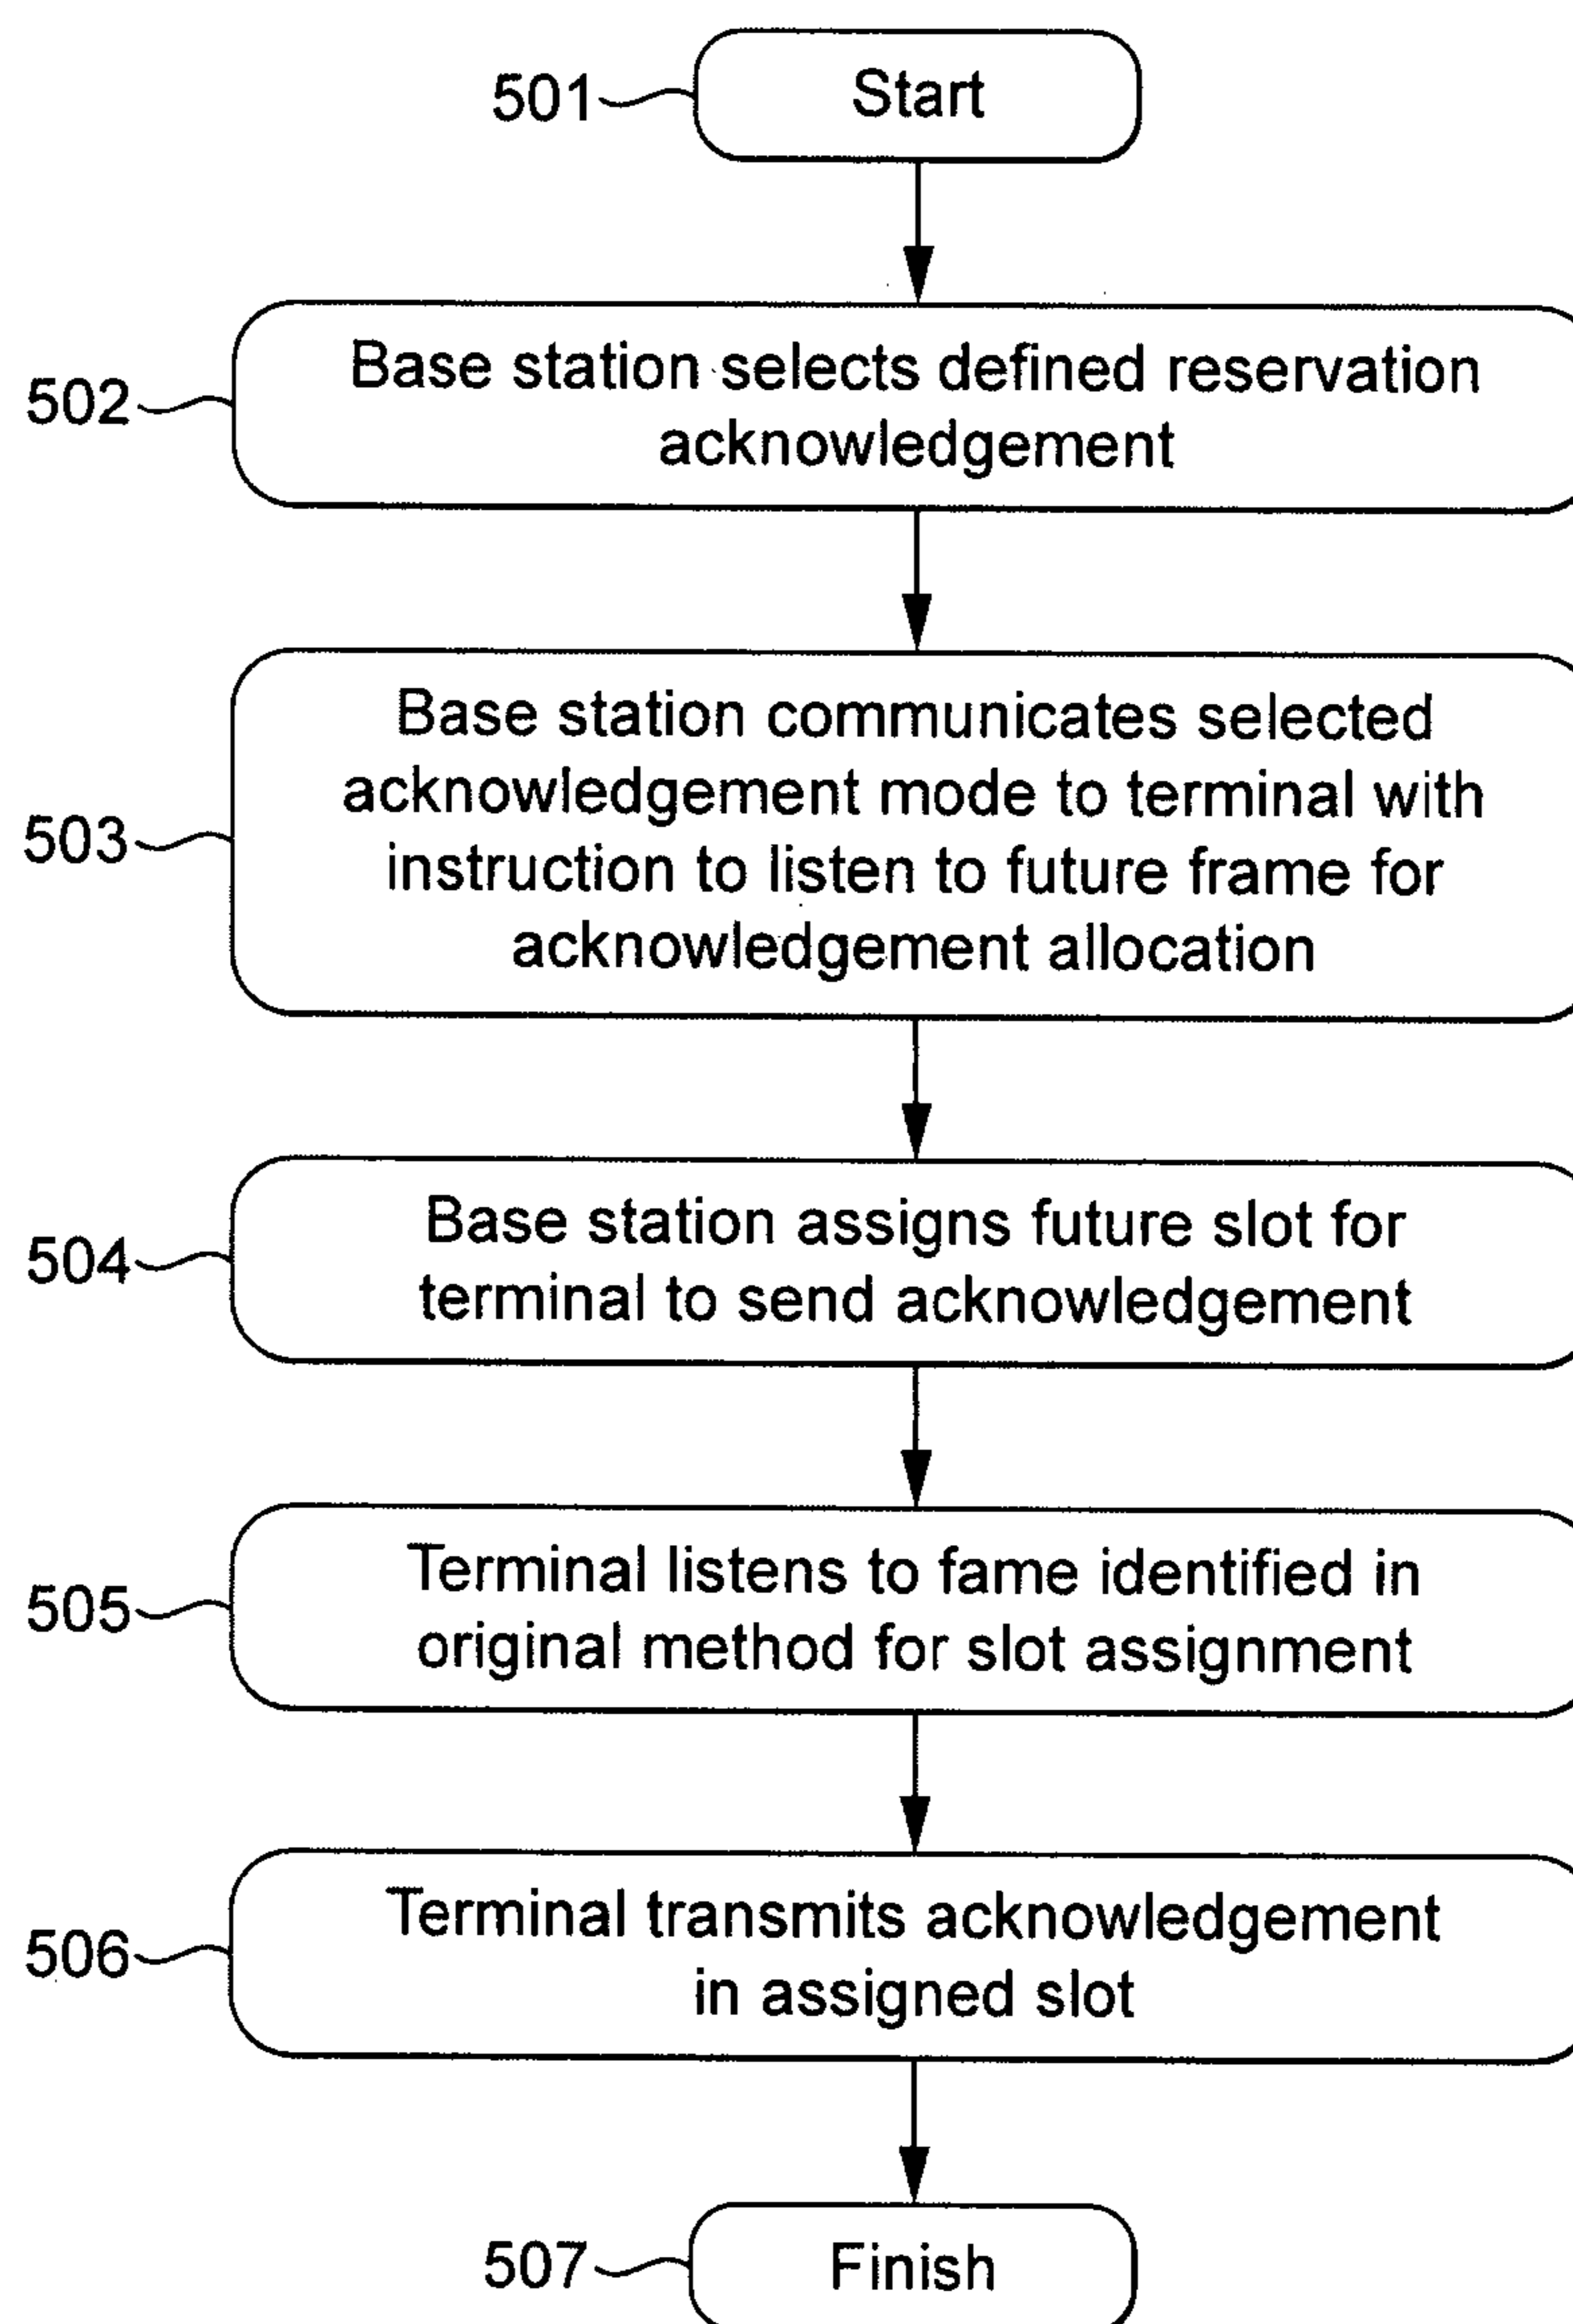 501
Start
502
Base station selects defined reservation
acknowledgement
503
Base station communicates selected
acknowledgement mode to terminal with
instruction to listen to future frame for
acknowledgement allocation
504
Base station assigns future slot for
terminal to send acknowledgement
505
Terminal listens to fame identified in
original method for slot assignment
506
Terminal transmits acknowledgement
in assigned slot
507
Finish